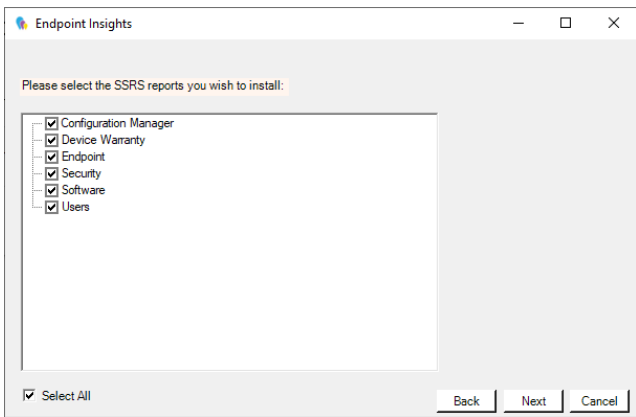 Endpoint Insights
Please select the SSRS reports you wish to install:
Configuration Manager
Device Warranty
Endpoint
Security
Software
Users
Select All
Back Next Cancel